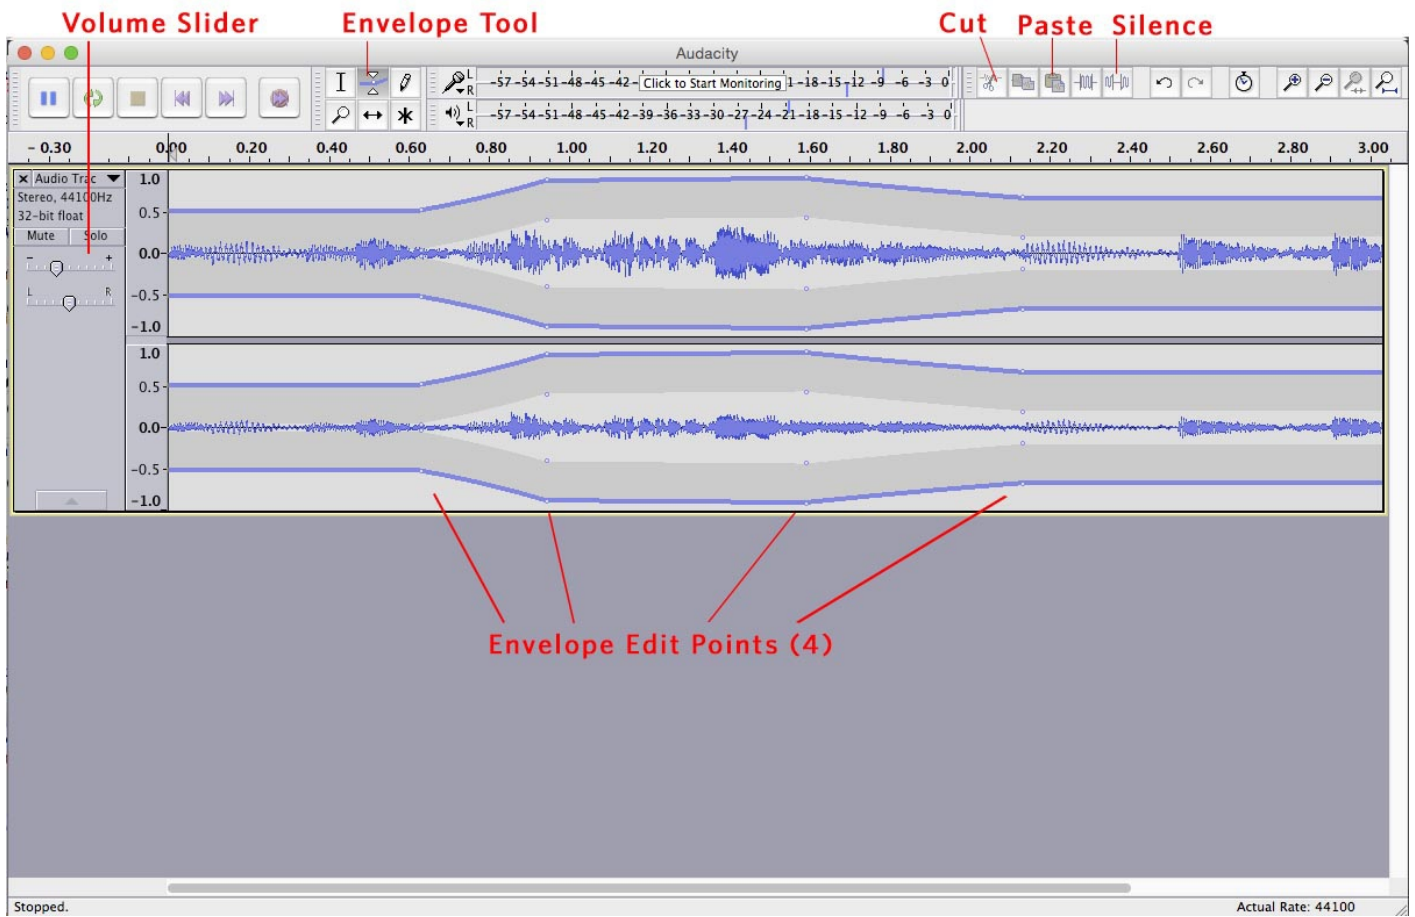 Volume Slider Envelope Tool Cut Paste Silence
Audacity
L
R
-57 -54 -51 -48 -45 -42 - Click to Start Monitoring 1 -18 -15 -12 -9 -6 -3 0
L
R
-57 -54 -51 -48 -45 -42 -39 -36 -33 -30 -27 -24 -21 -18 -15 -12 -9 -6 -3 0
- 0.30 0.00 0.20 0.40 0.60 0.80 1.00 1.20 1.40 1.60 1.80 2.00 2.20 2.40 2.60 2.80 3.00
Audio Trac
Stereo, 44100Hz
32-bit float
Mute Solo
- +
L R
1.0
0.5
0.0
-0.5
-1.0
1.0
0.5
0.0
-0.5
-1.0
Envelope Edit Points (4)
Stopped. Actual Rate: 44100